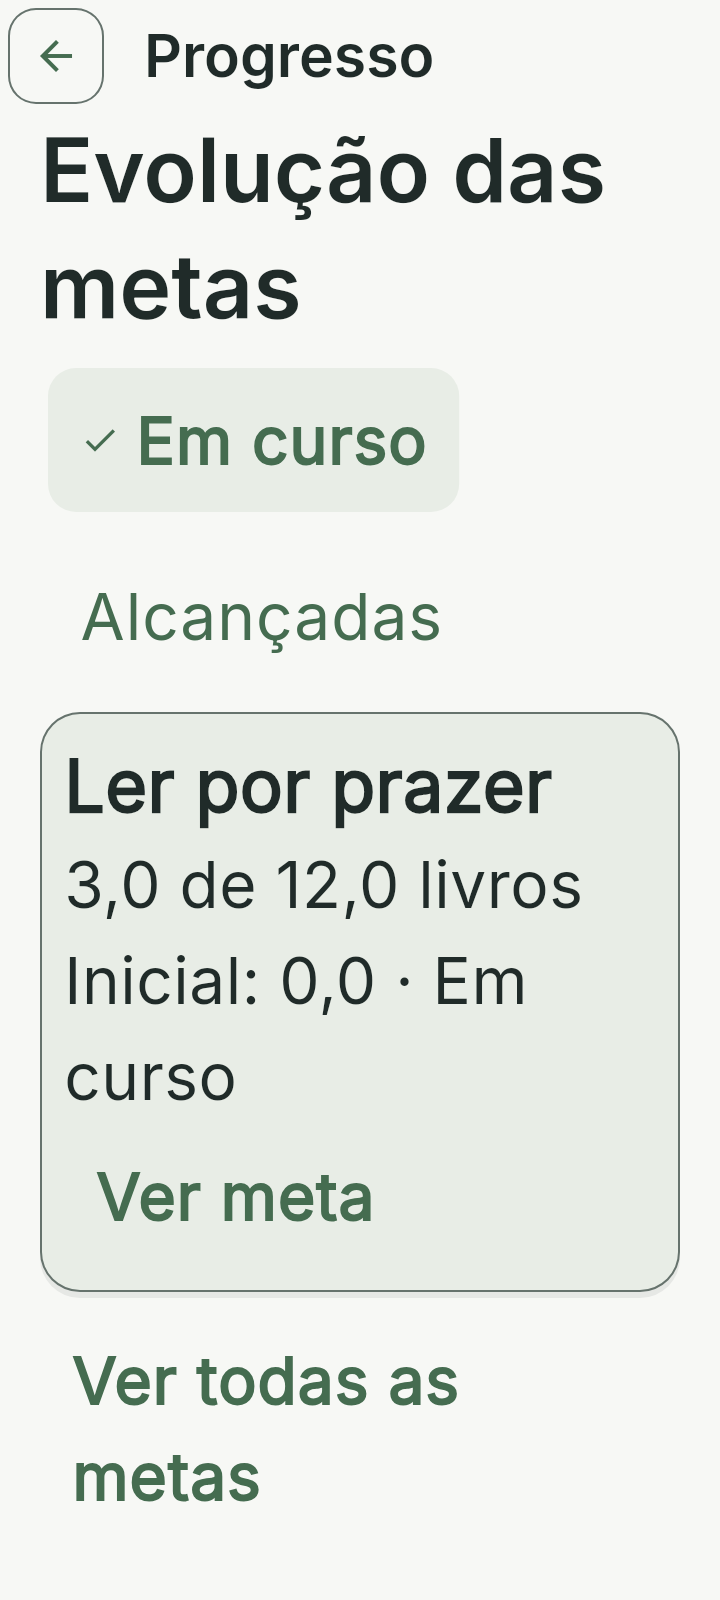 Progresso
Evolução das
metas
Em curso
Alcançadas
Ler por prazer
3,0 de 12,0 livros
Inicial: 0,0 · Em
curso
Ver meta
Ver todas as
metas